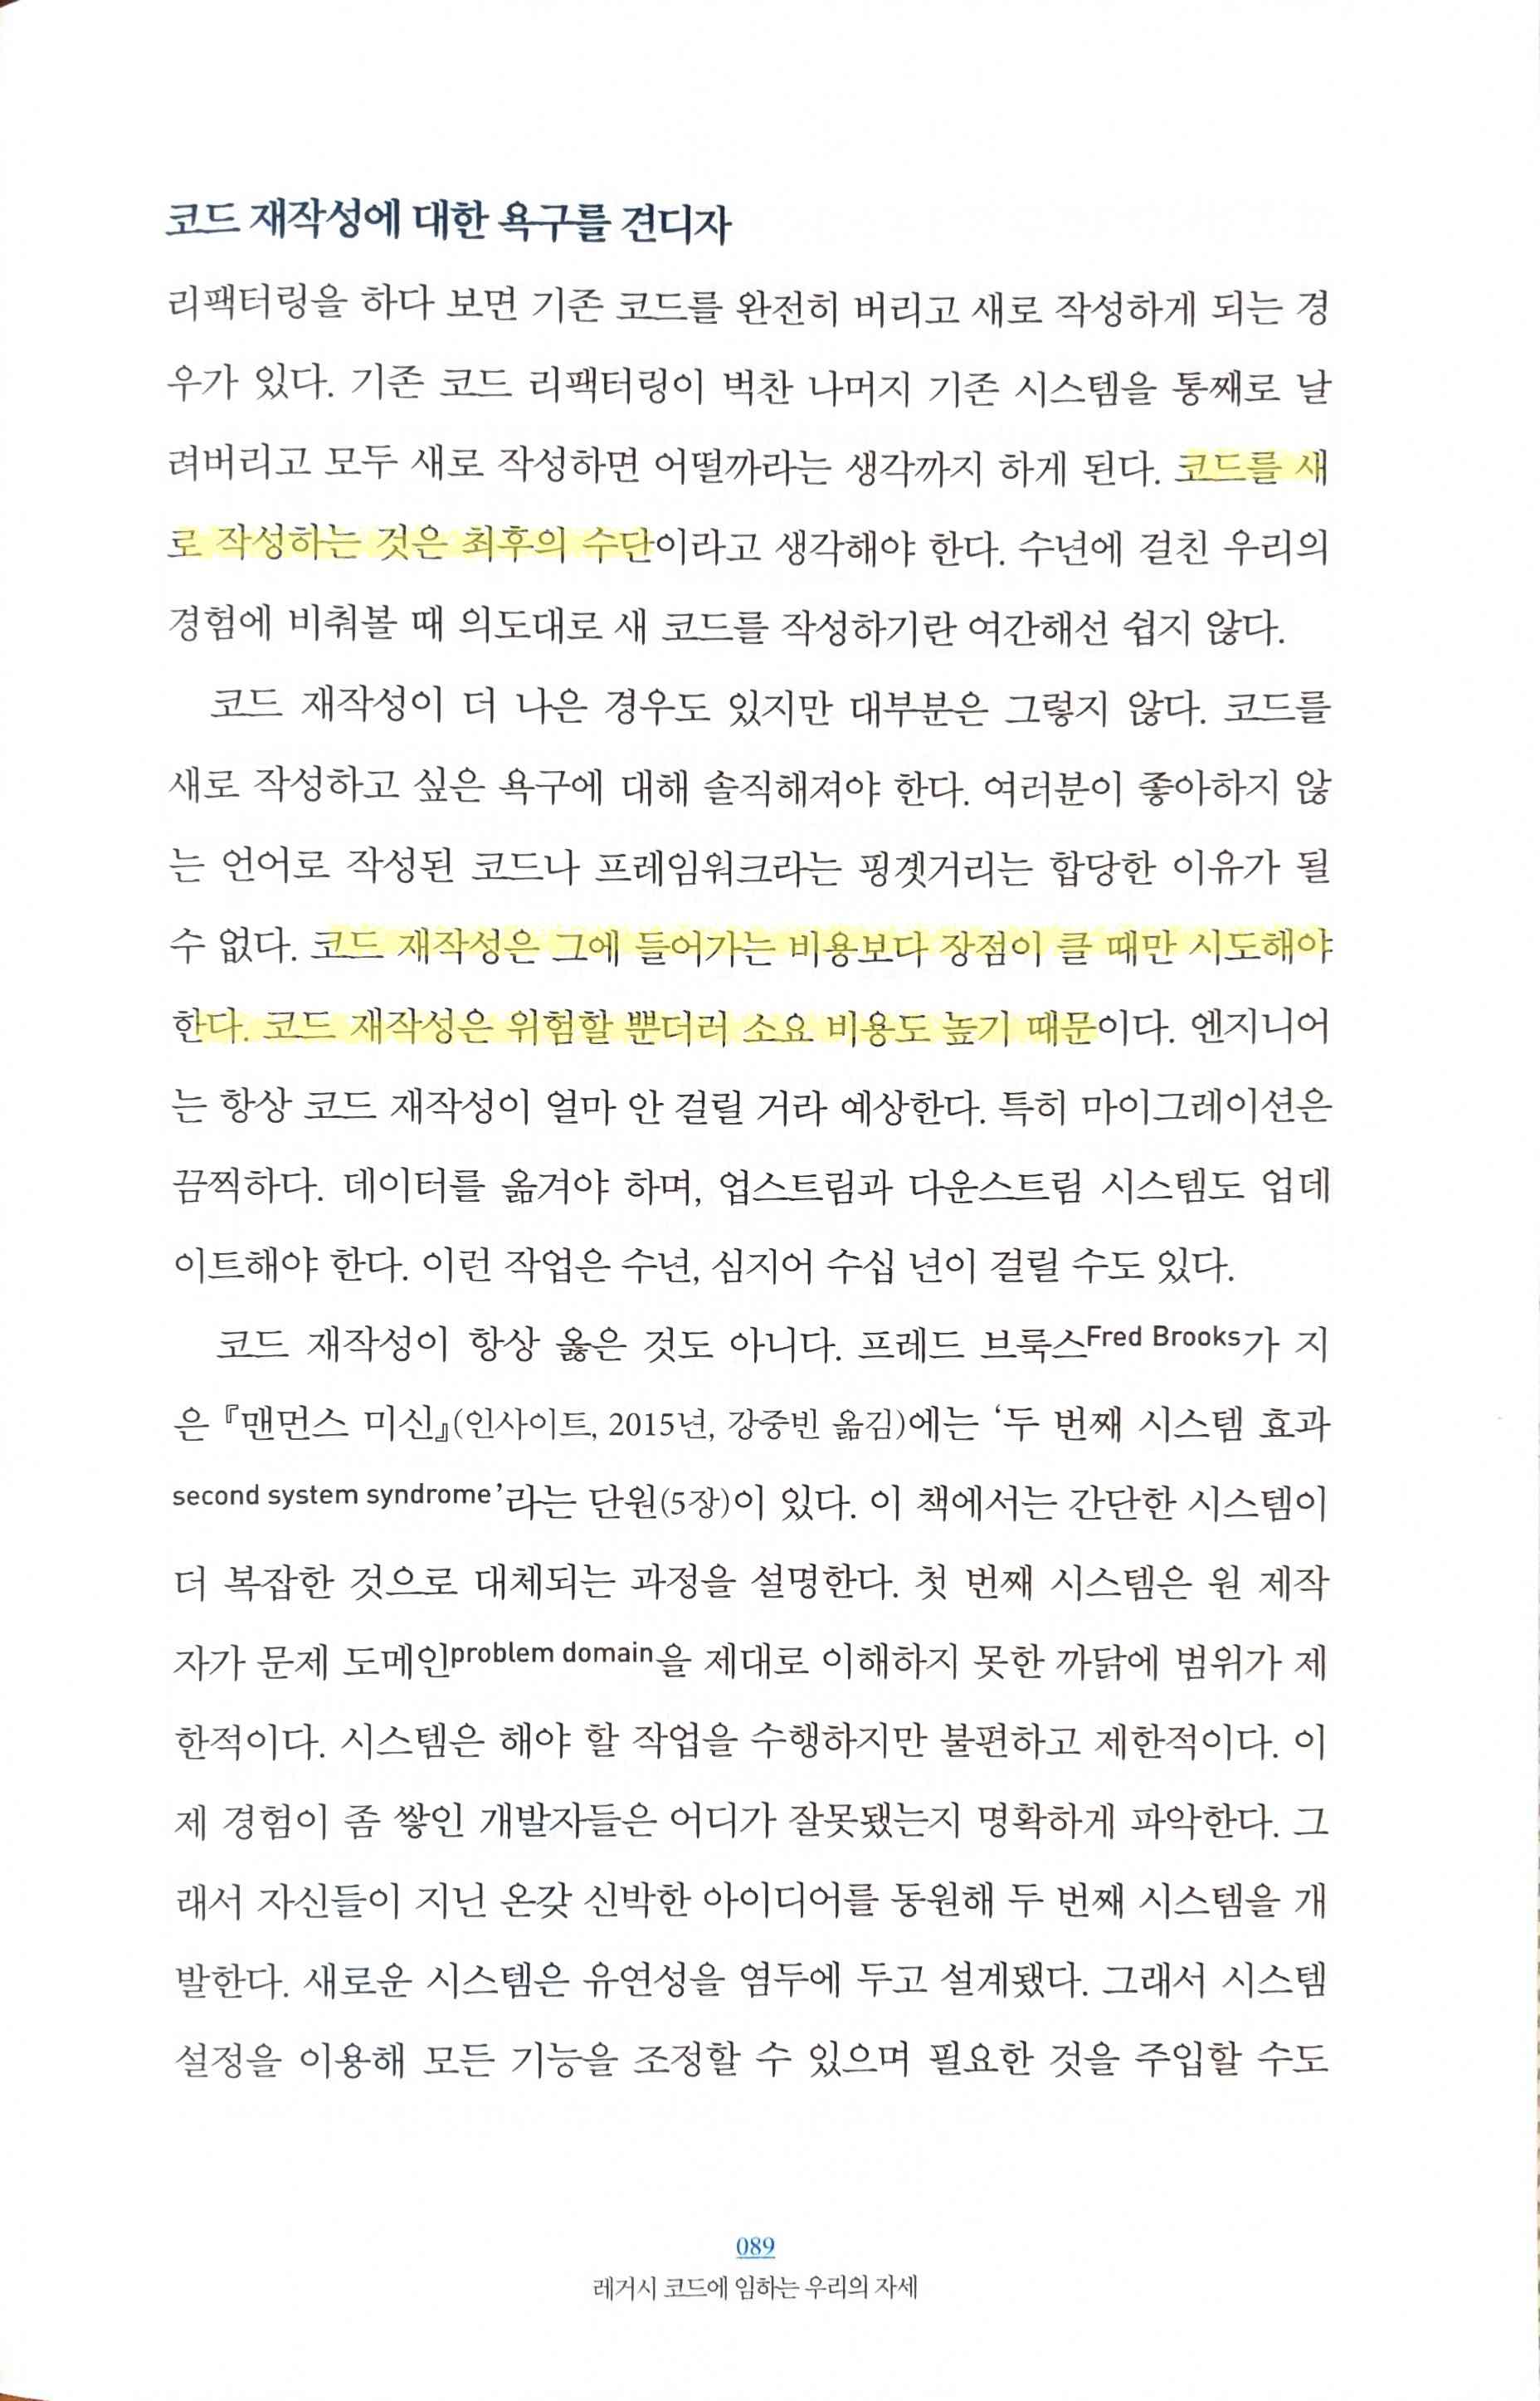 코드 재작성에 대한 욕구를 견디자
리팩터링을 하다 보면 기존 코드를 완전히 버리고 새로 작성하게 되는 경
우가 있다. 기존 코드 리팩터링이 벅찬 나머지 기존 시스템을 통째로 날
려버리고 모두 새로 작성하면 어떨까라는 생각까지 하게 된다. 코드를 새
로 작성하는 것은 최후의 수단이라고 생각해야 한다. 수년에 걸친 우리의
경험에 비춰볼 때 의도대로 새 코드를 작성하기란 여간해선 쉽지 않다.
코드 재작성이 더 나은 경우도 있지만 대부분은 그렇지 않다. 코드를
새로 작성하고 싶은 욕구에 대해 솔직해져야 한다. 여러분이 좋아하지 않
는 언어로 작성된 코드나 프레임워크라는 핑곗거리는 합당한 이유가 될
수 없다. 코드 재작성은 그에 들어가는 비용보다 장점이 클 때만 시도해야
한다. 코드 재작성은 위험할 뿐더러 소요 비용도 높기 때문이다. 엔지니어
는 항상 코드 재작성이 얼마 안 걸릴 거라 예상한다. 특히 마이그레이션은
끔찍하다. 데이터를 옮겨야 하며, 업스트림과 다운스트림 시스템도 업데
이트해야 한다. 이런 작업은 수년, 심지어 수십 년이 걸릴 수도 있다.
코드 재작성이 항상 옳은 것도 아니다. 프레드 브룩스Fred Brooks가 지
은 『맨먼스 미신』(인사이트, 2015년, 강중빈 옮김)에는 ‘두 번째 시스템 효과
second system syndrome’라는 단원(5장)이 있다. 이 책에서는 간단한 시스템이
더 복잡한 것으로 대체되는 과정을 설명한다. 첫 번째 시스템은 원 제작
자가 문제 도메인problem domain을 제대로 이해하지 못한 까닭에 범위가 제
한적이다. 시스템은 해야 할 작업을 수행하지만 불편하고 제한적이다. 이
제 경험이 좀 쌓인 개발자들은 어디가 잘못됐는지 명확하게 파악한다. 그
래서 자신들이 지닌 온갖 신박한 아이디어를 동원해 두 번째 시스템을 개
발한다. 새로운 시스템은 유연성을 염두에 두고 설계됐다. 그래서 시스템
설정을 이용해 모든 기능을 조정할 수 있으며 필요한 것을 주입할 수도
089
레거시 코드에 임하는 우리의 자세